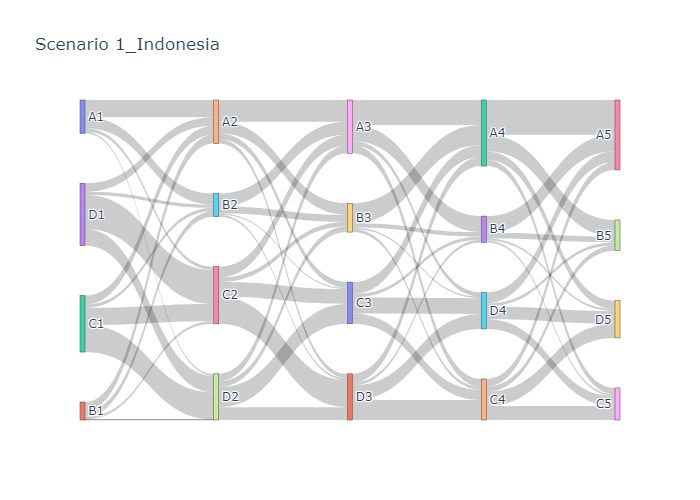 Scenario 1_Indonesia
A1
D1
C1
B1
A2
B2
C2
D2
A3
B3
C3
D3
A4
B4
D4
C4
A5
B5
D5
C5